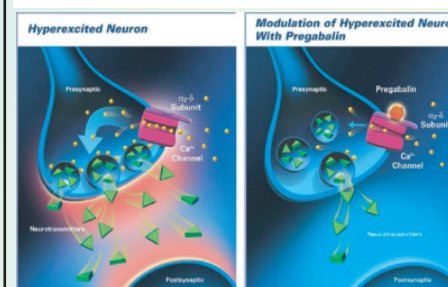 Hyperexcited Neuron
Presynaptic
α₂-δ
Subunit
Ca²⁺
Channel
Neurotransmitters
Postsynaptic
Modulation of Hyperexcited Neuro
With Pregabalin
Presynaptic
Pregabalin
α₂-δ
Subunit
Ca²⁺
Channel
Neurotransmitters
Postsynaptic